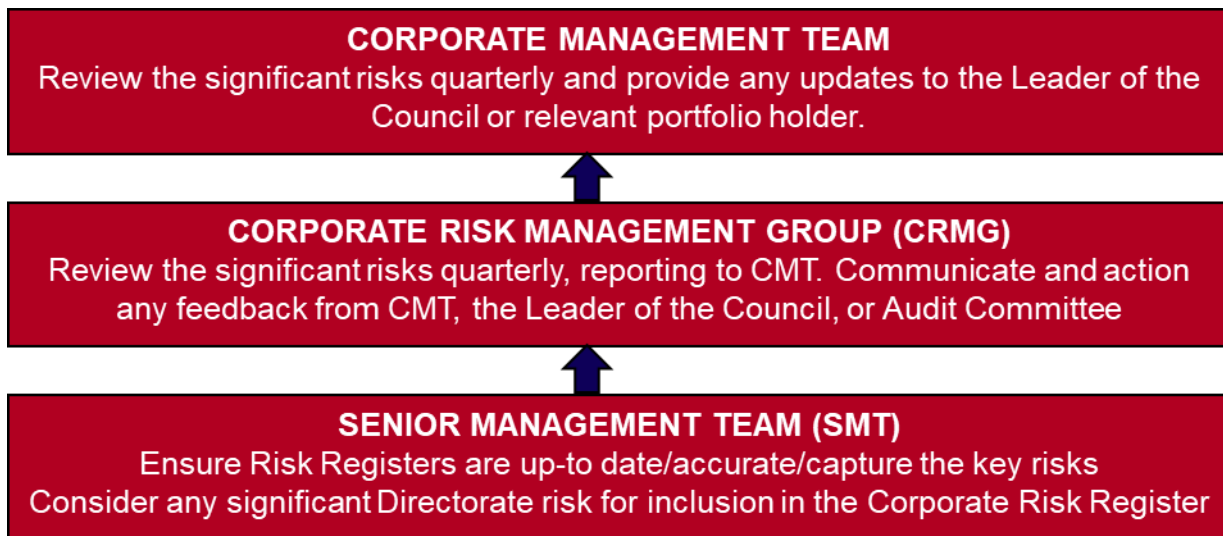 CORPORATE MANAGEMENT TEAM
Review the significant risks quarterly and provide any updates to the Leader of the
Council or relevant portfolio holder.
CORPORATE RISK MANAGEMENT GROUP (CRMG)
Review the significant risks quarterly, reporting to CMT. Communicate and action
any feedback from CMT, the Leader of the Council, or Audit Committee
SENIOR MANAGEMENT TEAM (SMT)
Ensure Risk Registers are up-to date/accurate/capture the key risks
Consider any significant Directorate risk for inclusion in the Corporate Risk Register